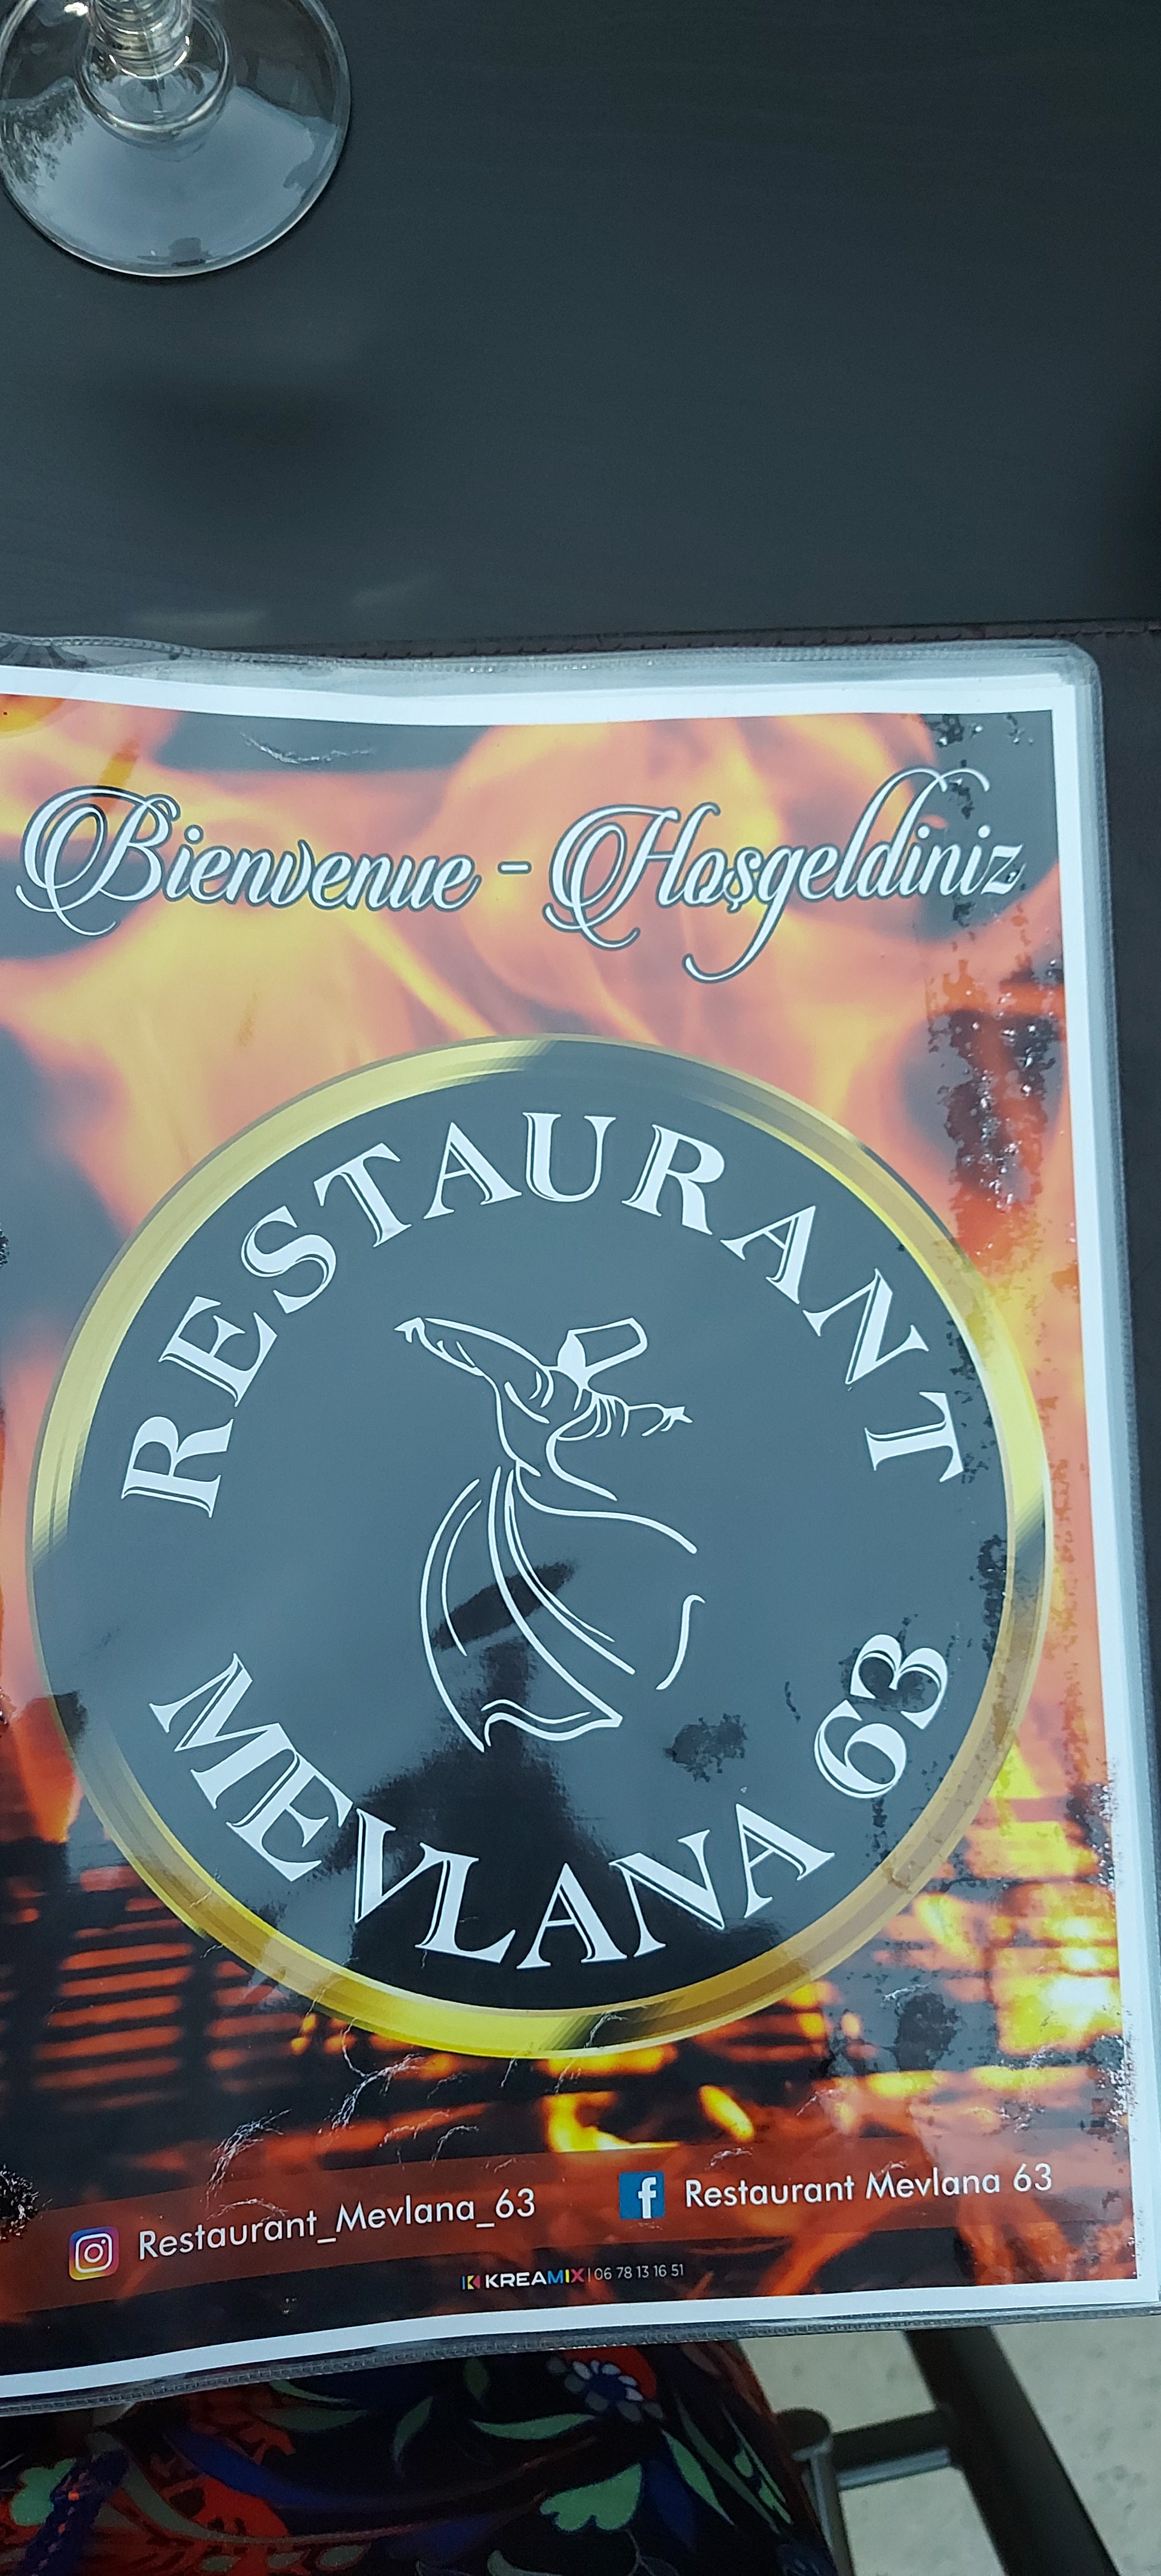 Bienvenue - Hoşgeldiniz
RESTAURANT
MEVLANA 63
Restaurant_Mevlana_63
Restaurant Mevlana 63
KREAMIX | 06 78 13 16 51